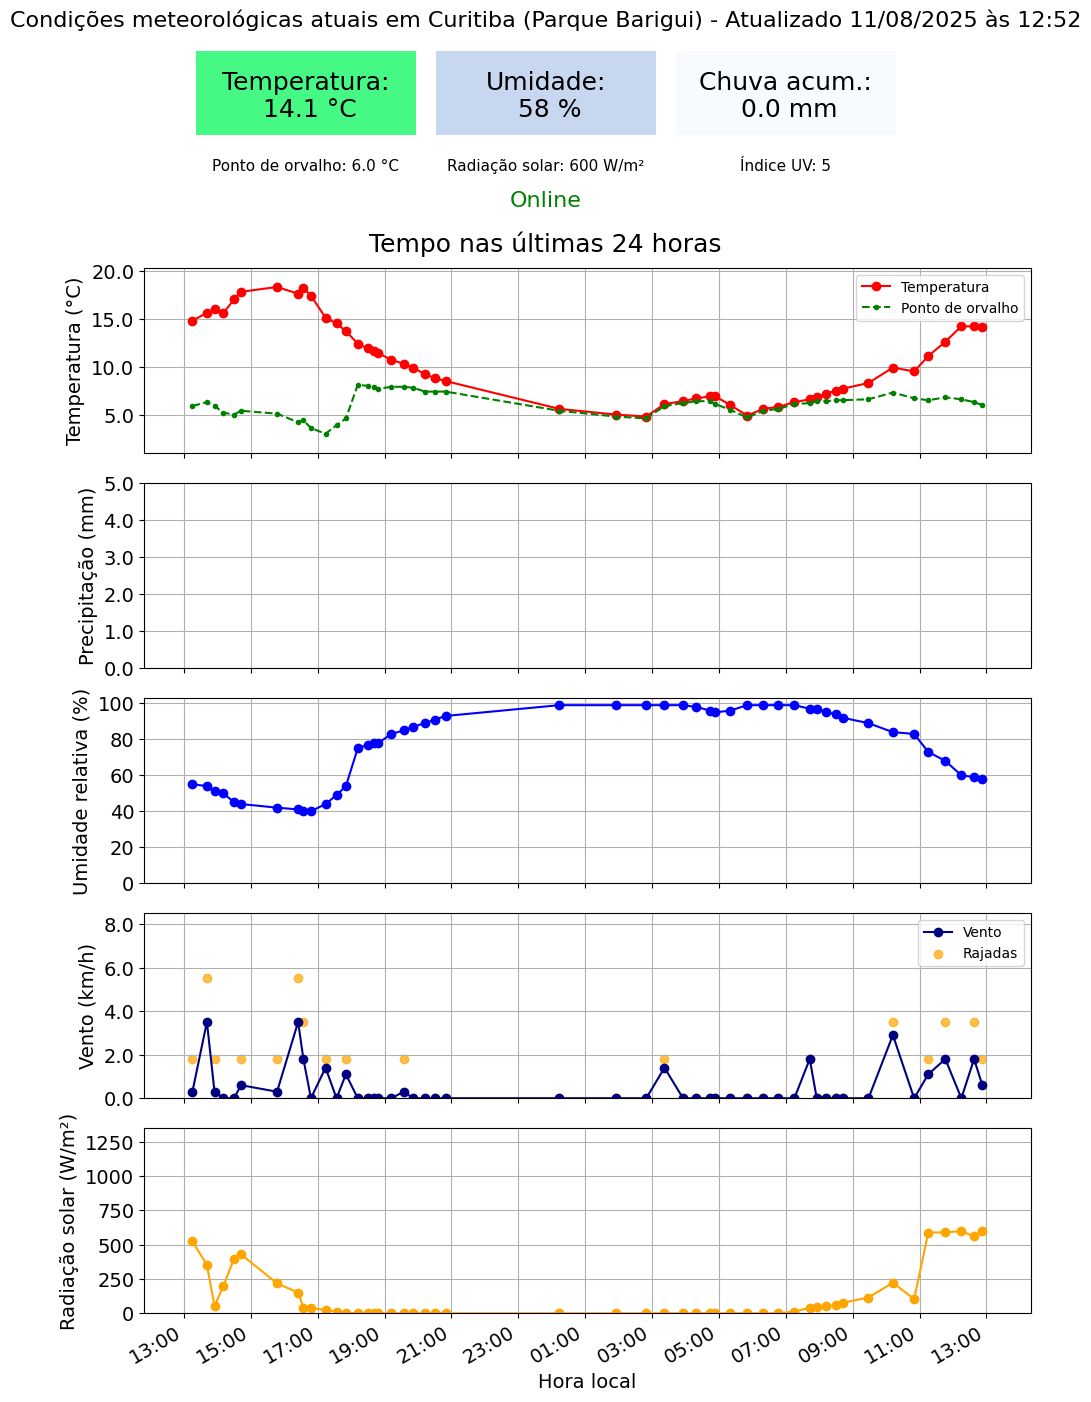 Condições meteorológicas atuais em Curitiba (Parque Barigui) - Atualizado 11/08/2025 às 12:52
Temperatura:
14.1 °C
Umidade:
58 %
Chuva acum.:
0.0 mm
Ponto de orvalho: 6.0 °C
Radiação solar: 600 W/m²
Índice UV: 5
Online
Tempo nas últimas 24 horas
Temperatura (°C)
20.0
15.0
10.0
5.0
Temperatura
Ponto de orvalho
Precipitação (mm)
5.0
4.0
3.0
2.0
1.0
0.0
Umidade relativa (%)
100
80
60
40
20
0
Vento (km/h)
8.0
6.0
4.0
2.0
0.0
Vento
Rajadas
Radiação solar (W/m²)
1250
1000
750
500
250
0
13:00
15:00
17:00
19:00
21:00
01:00
03:00
05:00
07:00
09:00
11:00
13:00
Hora local